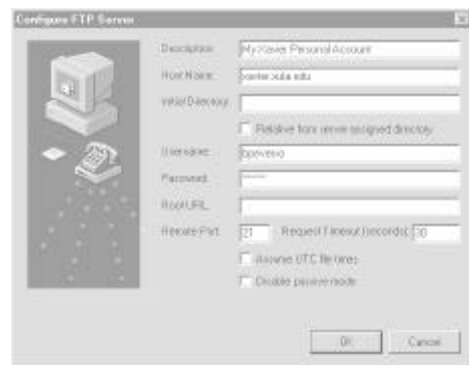 Configure FTP Server
Description: My Xavier Personal Account
Host Name: xavier.xula.edu
Initial Directory:
Relative from server assigned directory
Username:
Password:
Root URL:
Remote Port: 21 Request Timeout (seconds): 30
Assume UTC file times
Disable passive mode
OK Cancel